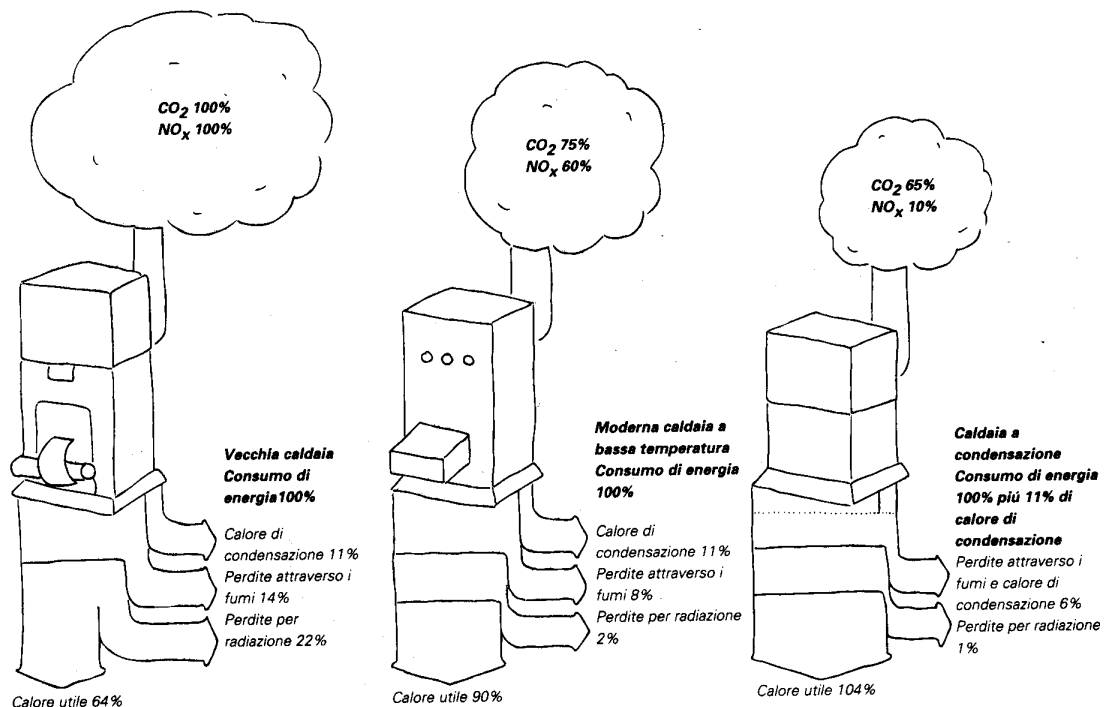 CO2 100%
NOx 100%
Vecchia caldaia
Consumo di
energia100%
Calore di
condensazione 11%
Perdite attraverso i
fumi 14%
Perdite per
radiazione 22%
Calore utile 64%
CO2 75%
NOx 60%
Moderna caldaia a
bassa temperatura
Consumo di energia
100%
Calore di
condensazione 11%
Perdite attraverso i
fumi 8%
Perdite per radiazione
2%
Calore utile 90%
CO2 65%
NOx 10%
Caldaia a
condensazione
Consumo di energia
100% piú 11% di
calore di
condensazione
Perdite attraverso i
fumi e calore di
condensazione 6%
Perdite per radiazione
1%
Calore utile 104%